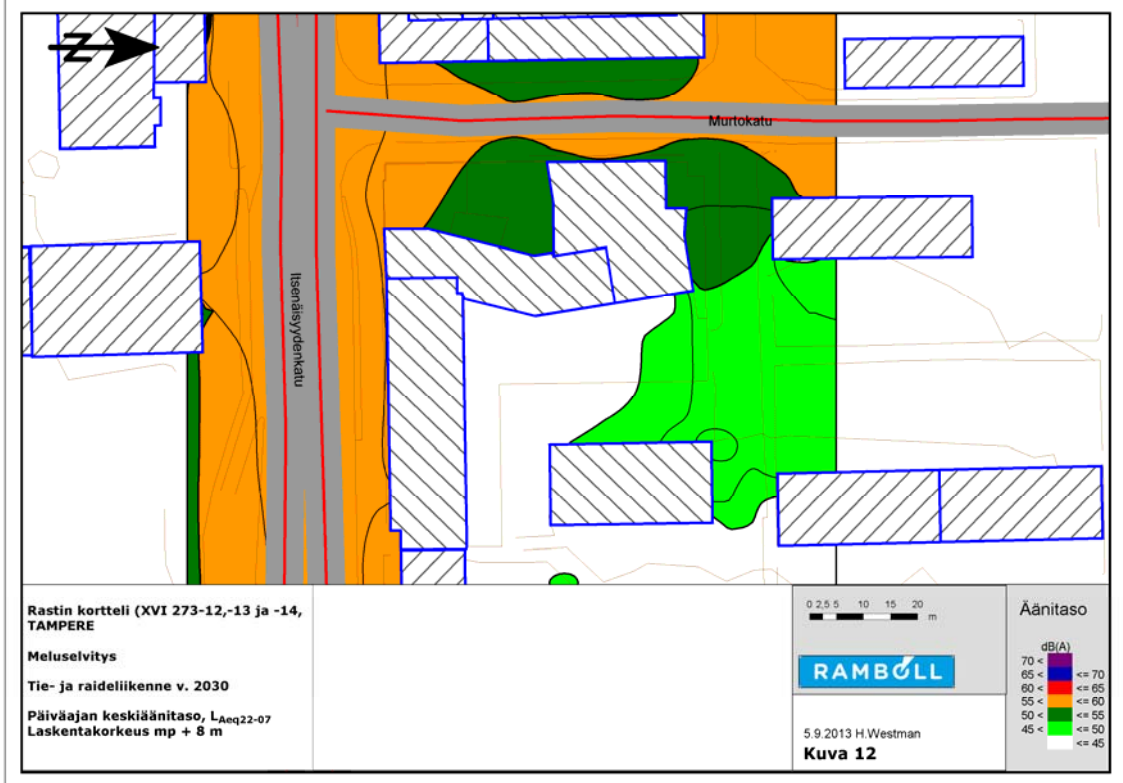 Z
Murtokatu
Itsenäisyydenkatu
Rastin kortteli (XVI 273-12,-13 ja -14,
TAMPERE
Meluselvitys
Tie- ja raideliikenne v. 2030
Päiväajan keskiäänitaso, LAeq22-07
Laskentakorkeus mp + 8 m
0 2,5 5 10 15 20
m
RAMBOLL
5.9.2013 H.Westman
Kuva 12
Äänitaso
dB(A)
70 <
65 < <= 70
60 < <= 65
55 < <= 60
50 < <= 55
45 < <= 50
<= 45